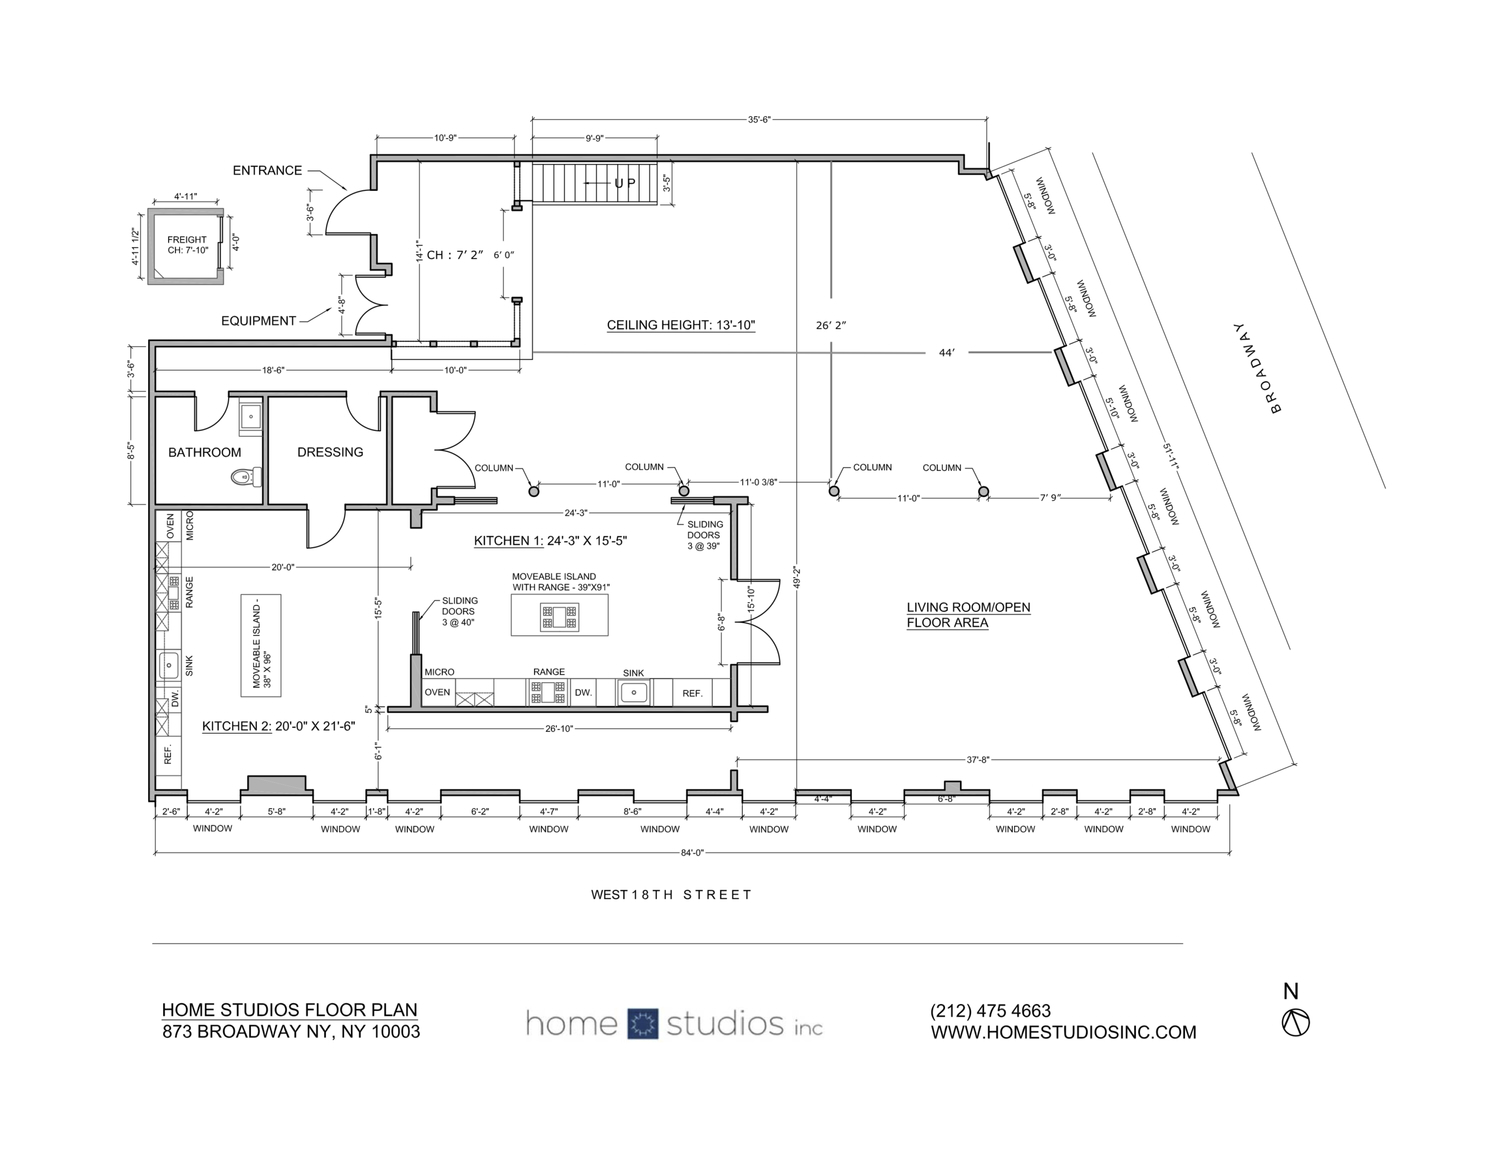 35'-6"
10'-9"
9'-9"
ENTRANCE
UP
3'-5"
4'-11"
3'-6"
FREIGHT
CH: 7'-10"
4'-11 1/2"
4'-0"
14'-1"
CH : 7' 2"
6' 0"
4'-8"
EQUIPMENT
CEILING HEIGHT: 13'-10"
26' 2"
44'
WINDOW
5'-8"
3'-0"
WINDOW
5'-8"
3'-0"
WINDOW
5'-10"
3'-0"
WINDOW
5'-8"
3'-0"
WINDOW
5'-8"
3'-0"
WINDOW
5'-8"
51'-11"
BROADWAY
3'-6"
18'-6"
10'-0"
8'-5"
BATHROOM
DRESSING
COLUMN
COLUMN
COLUMN
COLUMN
11'-0"
11'-0 3/8"
11'-0"
7' 9"
24'-3"
OVEN
MICRO
KITCHEN 1: 24'-3" X 15'-5"
SLIDING
DOORS
3 @ 39"
20'-0"
MOVEABLE ISLAND
WITH RANGE - 39"X91"
49'-2"
RANGE
15'-5"
SLIDING
DOORS
3 @ 40"
15'-10"
6'-8"
LIVING ROOM/OPEN
FLOOR AREA
MOVEABLE ISLAND -
38" X 96"
SINK
DW.
REF.
MICRO
OVEN
RANGE
DW.
SINK
REF.
5"
KITCHEN 2: 20'-0" X 21'-6"
26'-10"
6'-1"
37'-8"
2'-6"
4'-2"
5'-8"
4'-2"
1'-8"
4'-2"
6'-2"
4'-7"
8'-6"
4'-4"
4'-2"
4'-4"
4'-2"
6'-8"
4'-2"
2'-8"
4'-2"
2'-8"
4'-2"
WINDOW
WINDOW
WINDOW
WINDOW
WINDOW
WINDOW
WINDOW
WINDOW
WINDOW
WINDOW
84'-0"
WEST 18TH STREET
HOME STUDIOS FLOOR PLAN
873 BROADWAY NY, NY 10003
home studios inc
(212) 475 4663
WWW.HOMESTUDIOSINC.COM
N